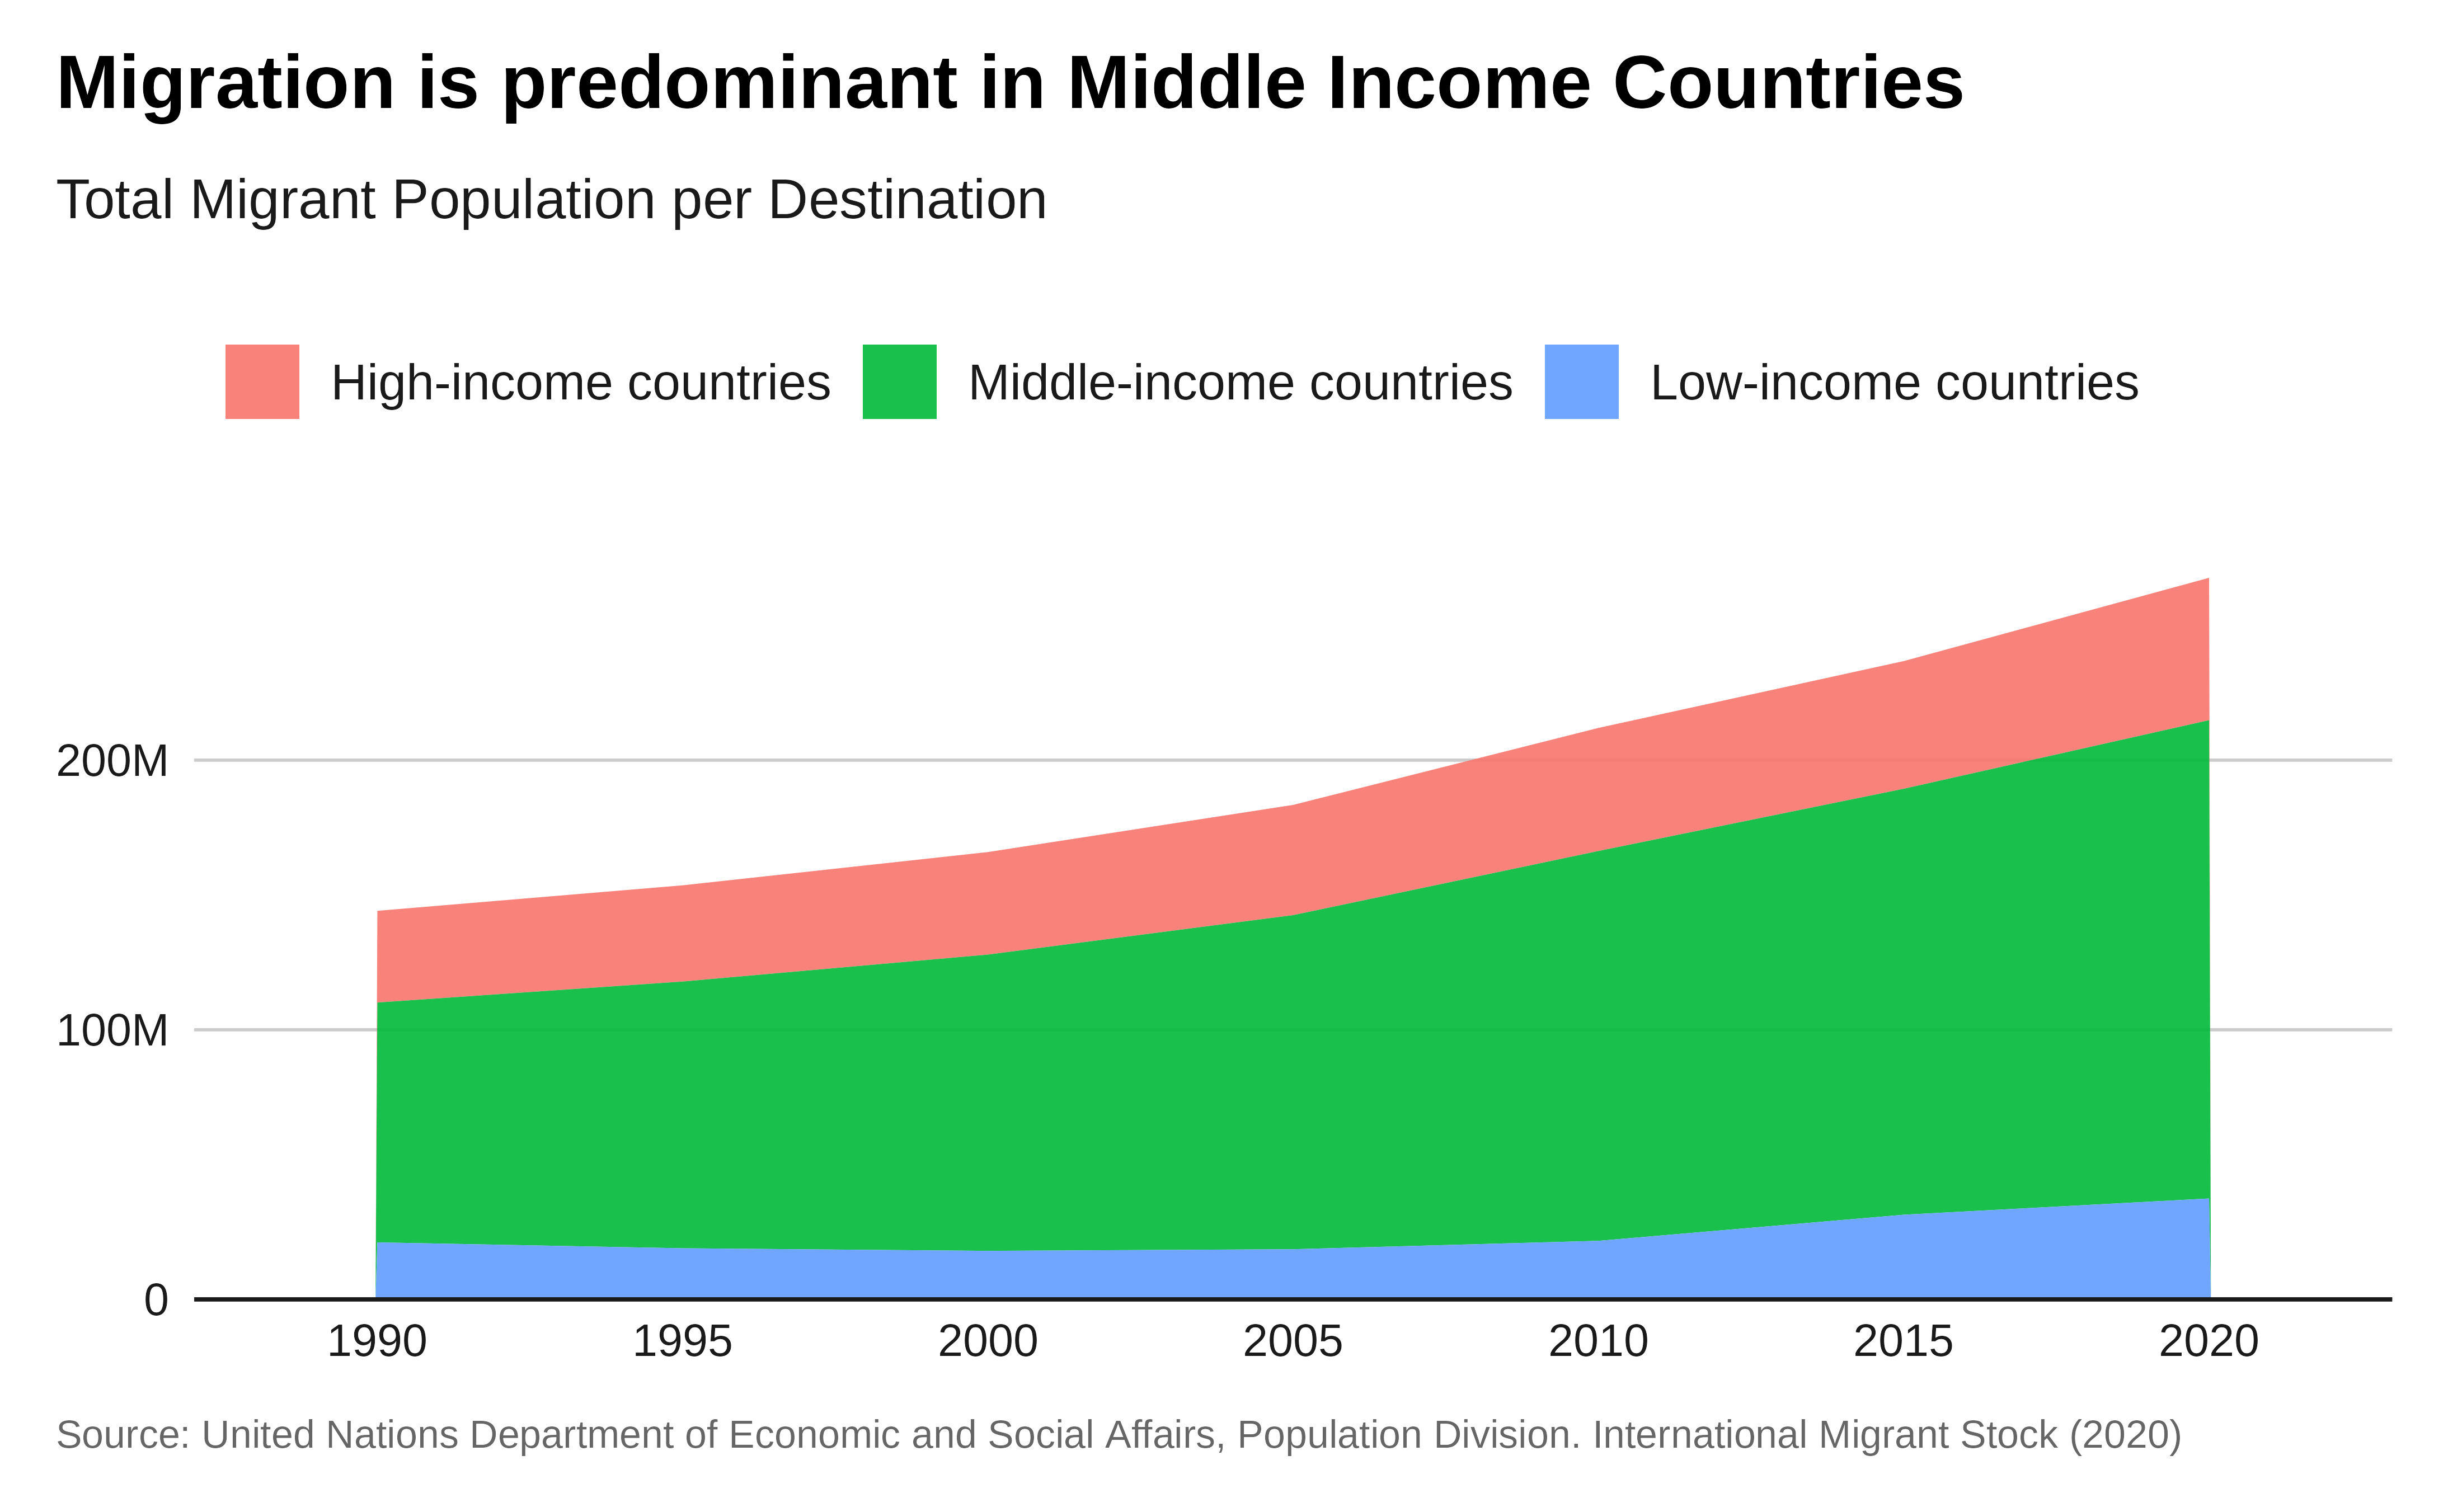 Migration is predominant in Middle Income Countries
Total Migrant Population per Destination
High-income countries Middle-income countries Low-income countries
200M
100M
0
1990 1995 2000 2005 2010 2015 2020
Source: United Nations Department of Economic and Social Affairs, Population Division. International Migrant Stock (2020)